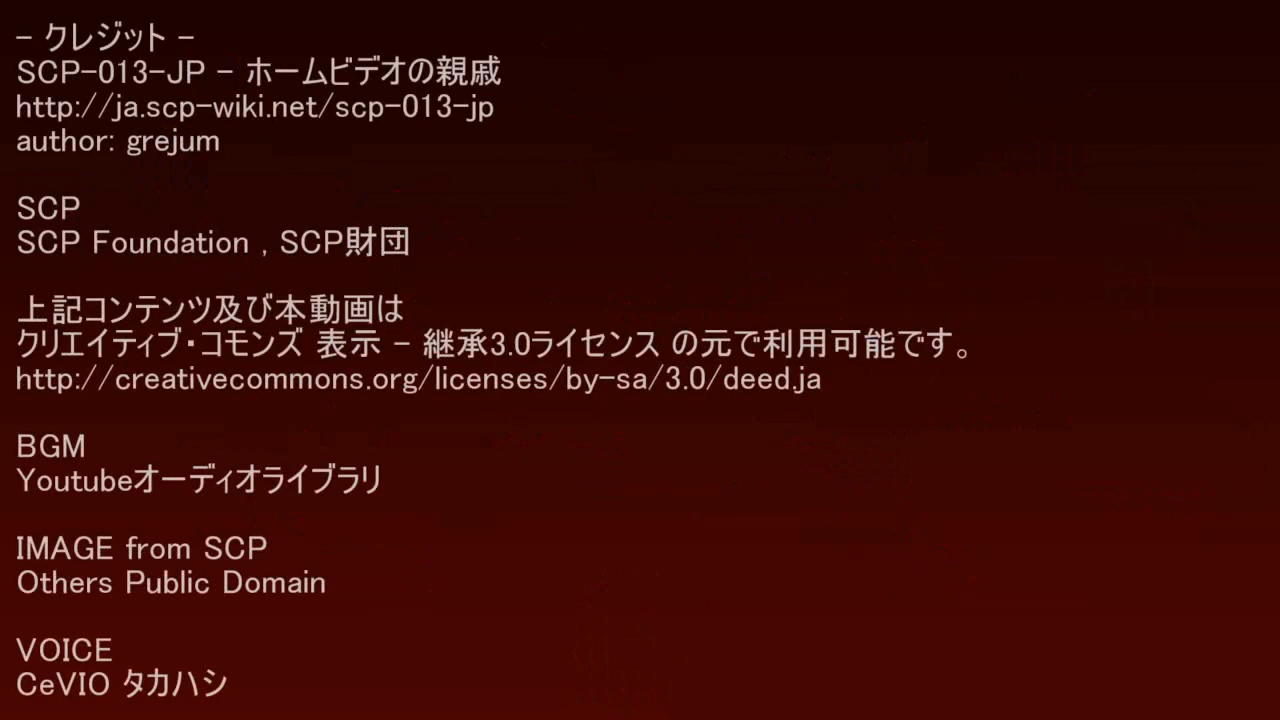 - クレジット -
SCP-013-JP - ホームビデオの親戚
http://ja.scp-wiki.net/scp-013-jp
author: grejum
SCP
SCP Foundation , SCP財団
上記コンテンツ及び本動画は
クリエイティブ・コモンズ 表示 - 継承3.0ライセンス の元で利用可能です。
http://creativecommons.org/licenses/by-sa/3.0/deed.ja
BGM
Youtubeオーディオライブラリ
IMAGE from SCP
Others Public Domain
VOICE
CeVIO タカハシ